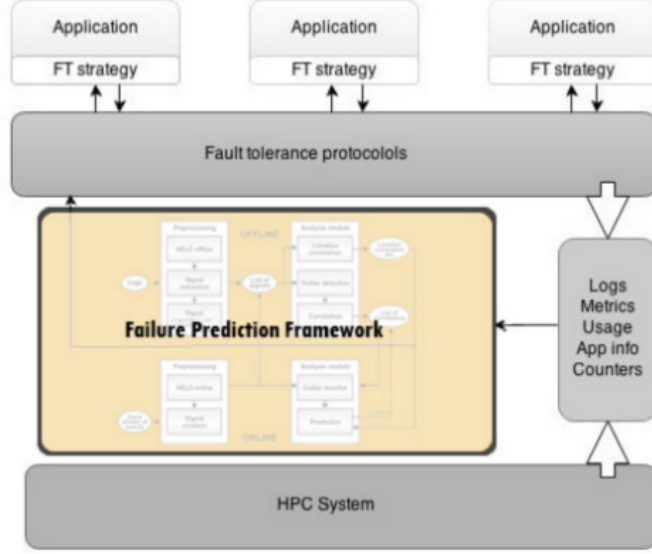 Application
FT strategy
Application
FT strategy
Application
FT strategy
Fault tolerance protocolols
Preprocessing
OFFLINE
Analysis module
HELO offline
Location
correlation
Logs
Signal
extraction
List of
signals
Outlier detection
Signal
Correlation
Failure Prediction Framework
Logs
Metrics
Usage
App info
Counters
Preprocessing
Analysis module
HELO online
Outlier monitor
Signal
creation
Prediction
ONLINE
HPC System